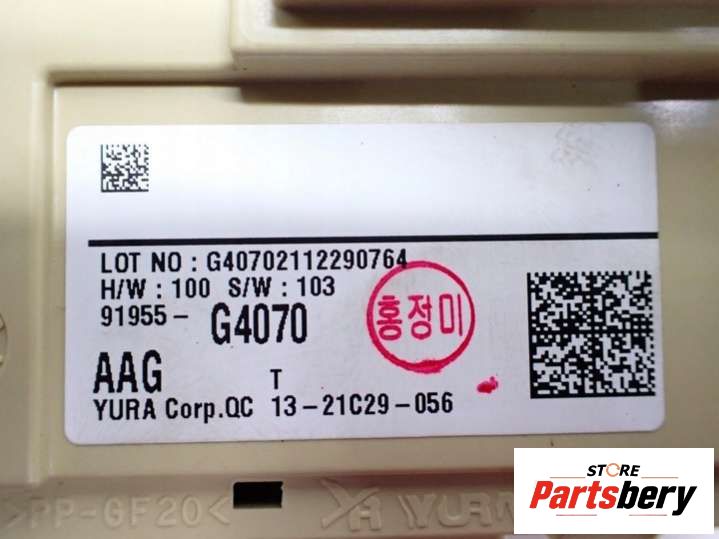 LOT NO : G40702112290764
H/W : 100 S/W : 103
91955- G4070
홍정미
AAG T
YURA Corp.QC 13-21C29-056
>PP-GF20< YURA
STORE
Partsbery